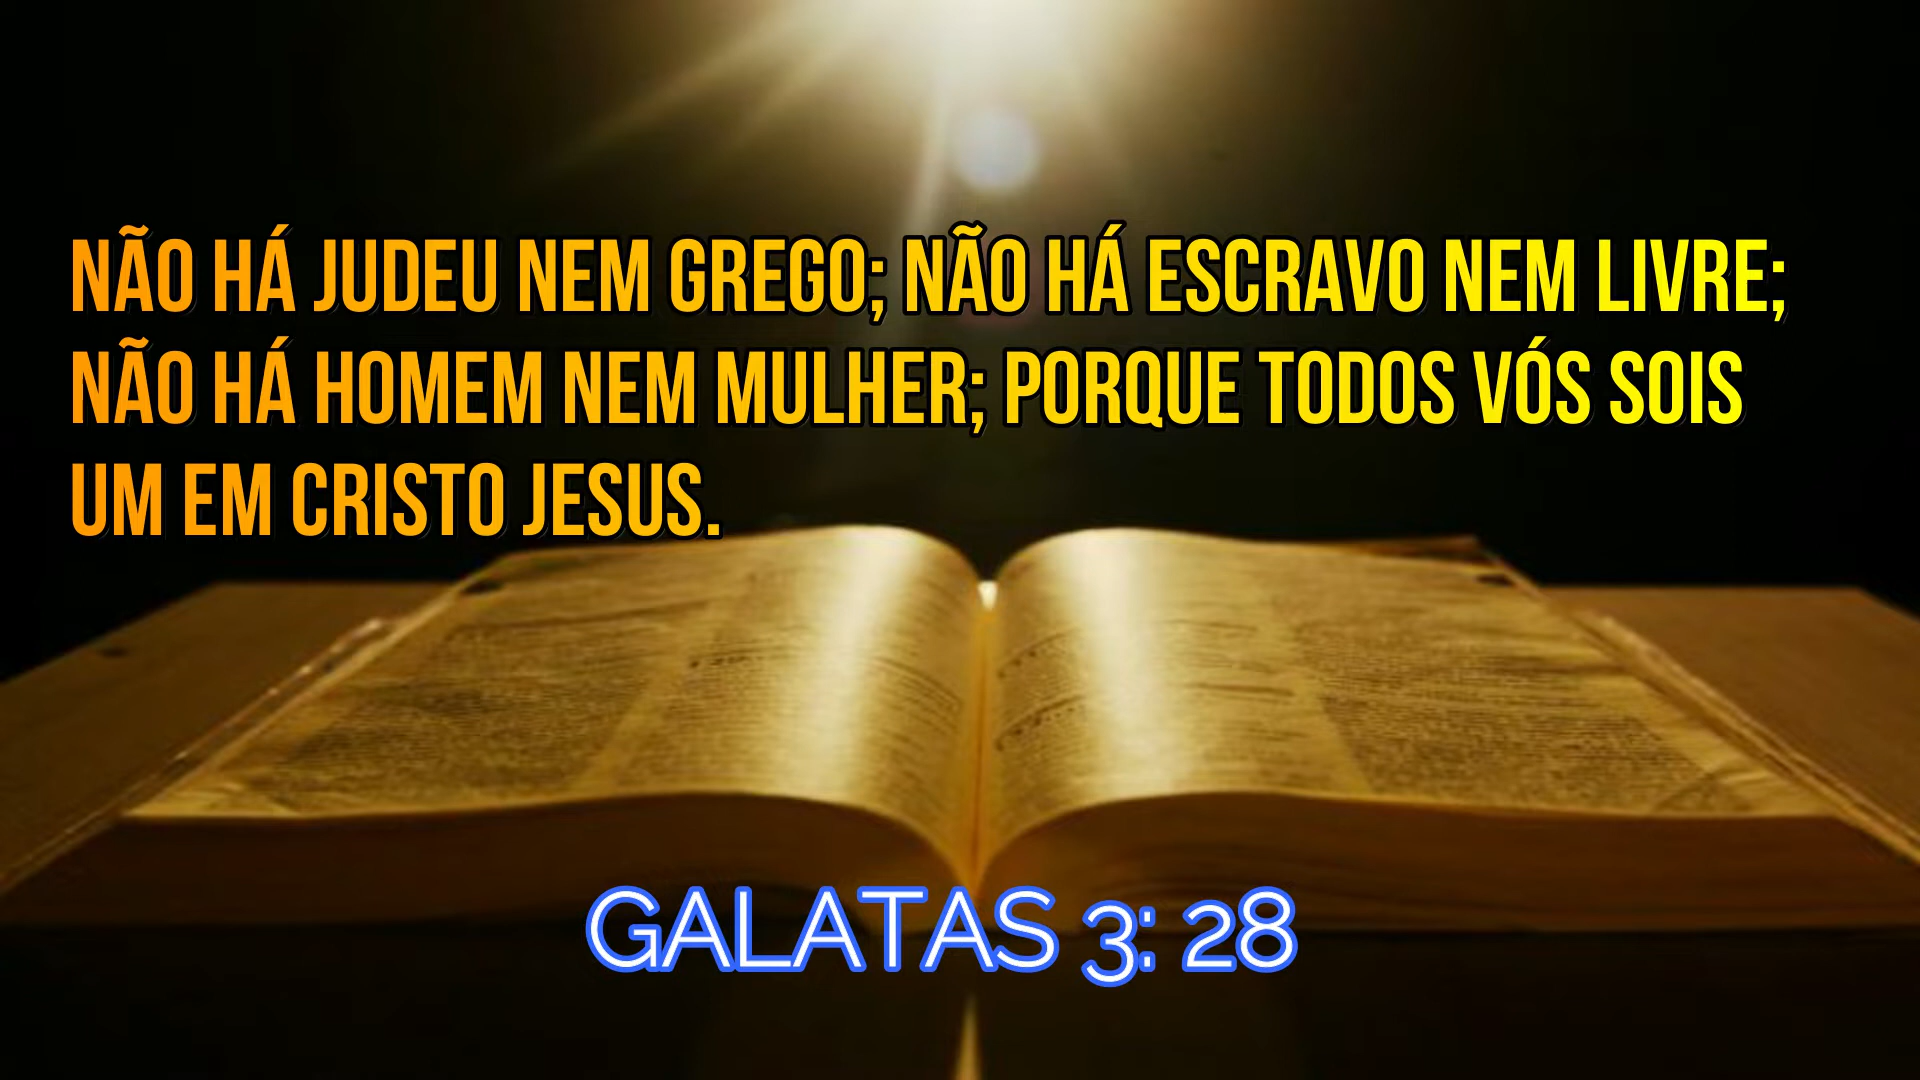 NÃO HÁ JUDEU NEM GREGO; NÃO HÁ ESCRAVO NEM LIVRE;
NÃO HÁ HOMEM NEM MULHER; PORQUE TODOS VÓS SOIS
UM EM CRISTO JESUS.
GALATAS 3: 28